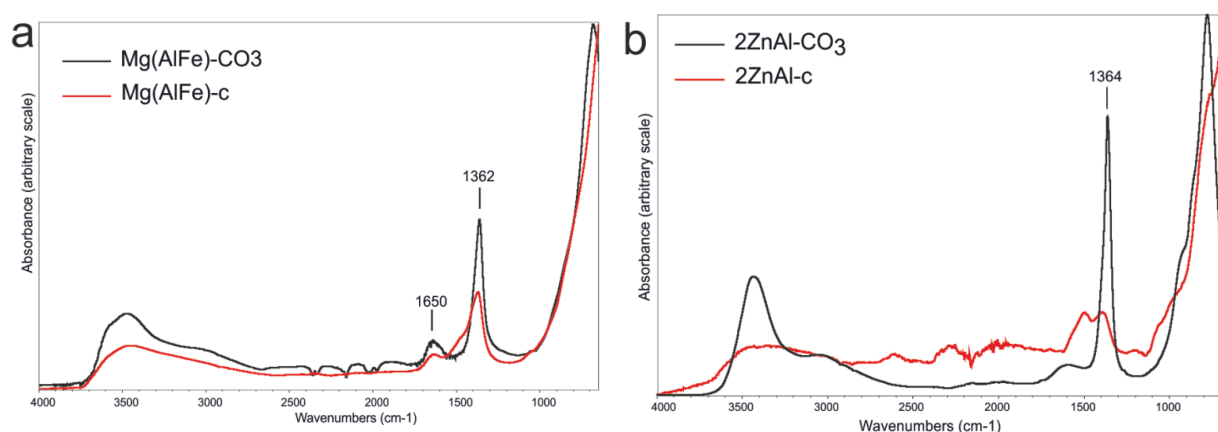 a
Mg(AlFe)-CO3
Mg(AlFe)-c
1362
1650
Absorbance (arbitrary scale)
4000 3500 3000 2500 2000 1500 1000
Wavenumbers (cm-1)
b
2ZnAl-CO₃
2ZnAl-c
1364
Absorbance (arbitrary scale)
4000 3500 3000 2500 2000 1500 1000
Wavenumbers (cm-1)